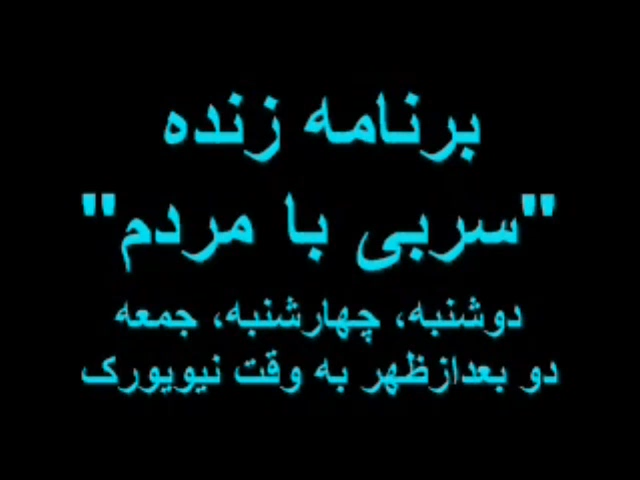 برنامه زنده
"سربی با مردم"
دوشنبه، چهارشنبه، جمعه
دو بعدازظهر به وقت نیویورک